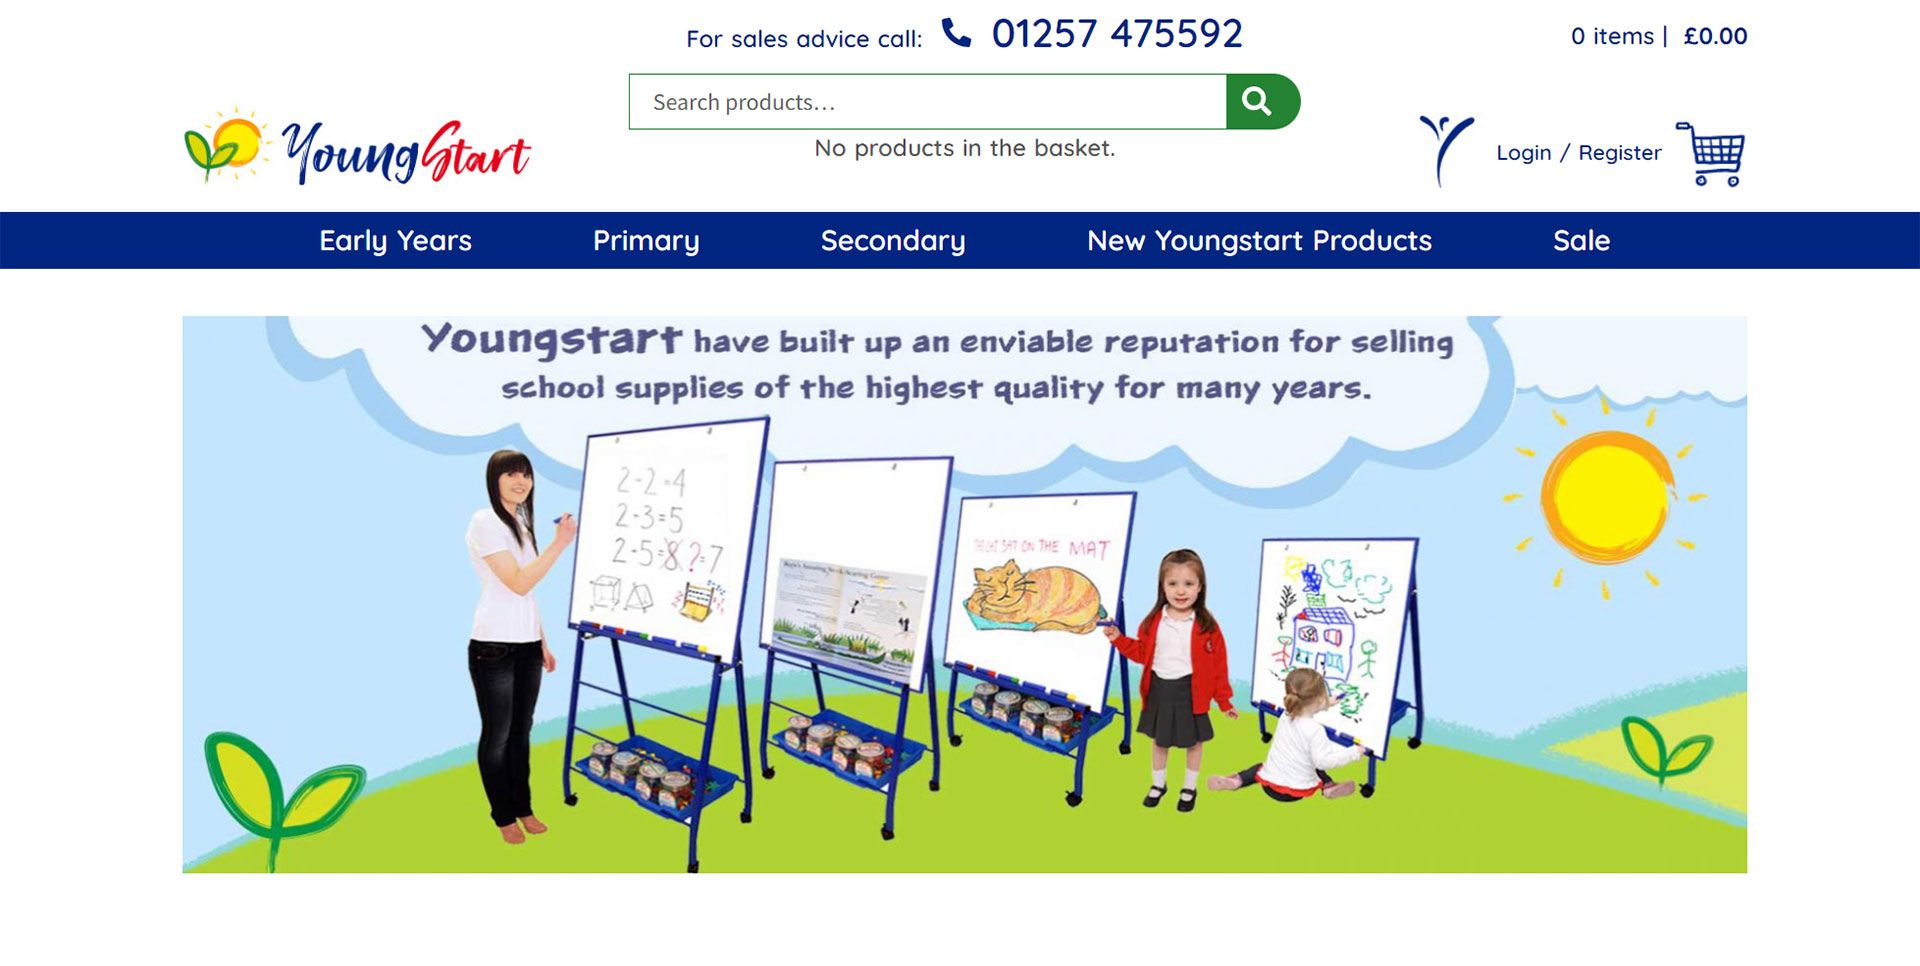 For sales advice call: 01257 475592
0 items | £0.00
Search products...
No products in the basket.
YoungStart
Login / Register
Early Years
Primary
Secondary
New Youngstart Products
Sale
Youngstart have built up an enviable reputation for selling
school supplies of the highest quality for many years.
2-2=4
2-3=5
2-5=8?=7
SAT ON THE MAT